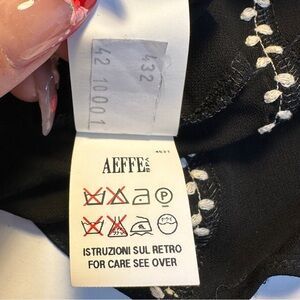 432
42 10001
AEFFE
ISTRUZIONI SUL RETRO
FOR CARE SEE OVER